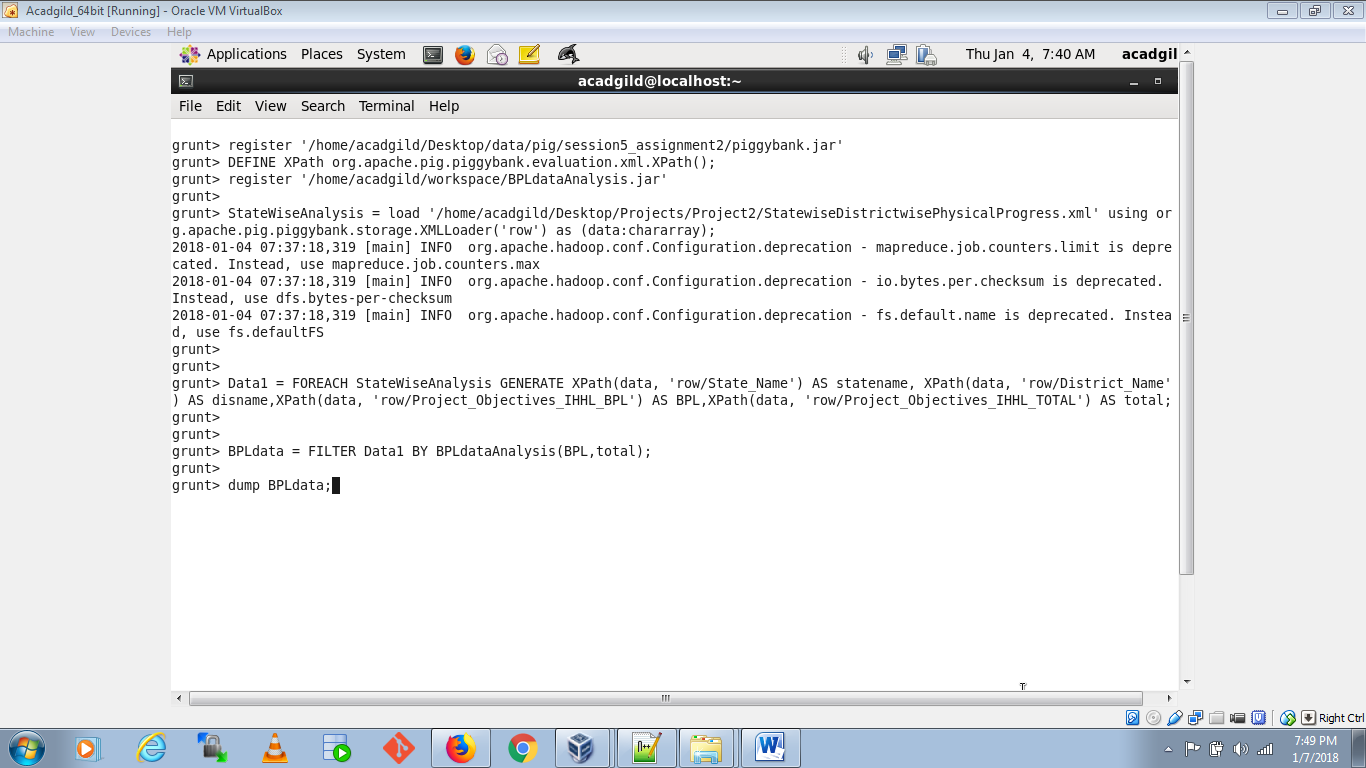 Acadgild_64bit [Running] - Oracle VM VirtualBox
Machine View Devices Help
Applications Places System Thu Jan 4, 7:40 AM acadgil
acadgild@localhost:~
File Edit View Search Terminal Help
grunt> register '/home/acadgild/Desktop/data/pig/session5_assignment2/piggybank.jar'
grunt> DEFINE XPath org.apache.pig.piggybank.evaluation.xml.XPath();
grunt> register '/home/acadgild/workspace/BPLdataAnalysis.jar'
grunt>
grunt> StateWiseAnalysis = load '/home/acadgild/Desktop/Projects/Project2/StatewiseDistrictwisePhysicalProgress.xml' using or
g.apache.pig.piggybank.storage.XMLLoader('row') as (data:chararray);
2018-01-04 07:37:18,319 [main] INFO  org.apache.hadoop.conf.Configuration.deprecation - mapreduce.job.counters.limit is depre
cated. Instead, use mapreduce.job.counters.max
2018-01-04 07:37:18,319 [main] INFO  org.apache.hadoop.conf.Configuration.deprecation - io.bytes.per.checksum is deprecated.
Instead, use dfs.bytes-per-checksum
2018-01-04 07:37:18,319 [main] INFO  org.apache.hadoop.conf.Configuration.deprecation - fs.default.name is deprecated. Instea
d, use fs.defaultFS
grunt>
grunt>
grunt> Data1 = FOREACH StateWiseAnalysis GENERATE XPath(data, 'row/State_Name') AS statename, XPath(data, 'row/District_Name'
) AS disname,XPath(data, 'row/Project_Objectives_IHHL_BPL') AS BPL,XPath(data, 'row/Project_Objectives_IHHL_TOTAL') AS total;
grunt>
grunt>
grunt> BPLdata = FILTER Data1 BY BPLdataAnalysis(BPL,total);
grunt>
grunt> dump BPLdata;
Right Ctrl
7:49 PM
1/7/2018